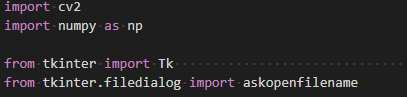 import cv2
import numpy as np
from tkinter import Tk
from tkinter.filedialog import askopenfilename